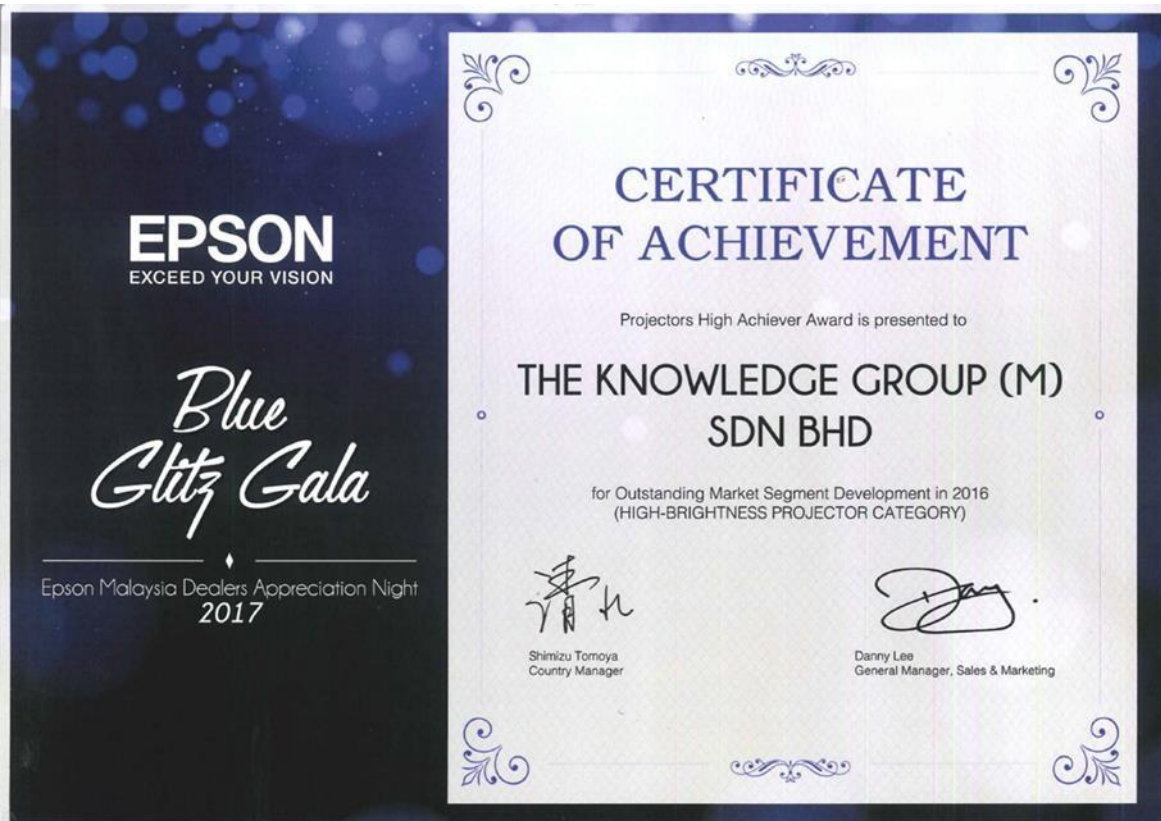 EPSON
EXCEED YOUR VISION
Blue
Glitz Gala
Epson Malaysia Dealers Appreciation Night
2017
CERTIFICATE
OF ACHIEVEMENT
Projectors High Achiever Award is presented to
THE KNOWLEDGE GROUP (M)
SDN BHD
for Outstanding Market Segment Development in 2016
(HIGH-BRIGHTNESS PROJECTOR CATEGORY)
清水
Shimizu Tomoya
Country Manager
Danny Lee
General Manager, Sales & Marketing